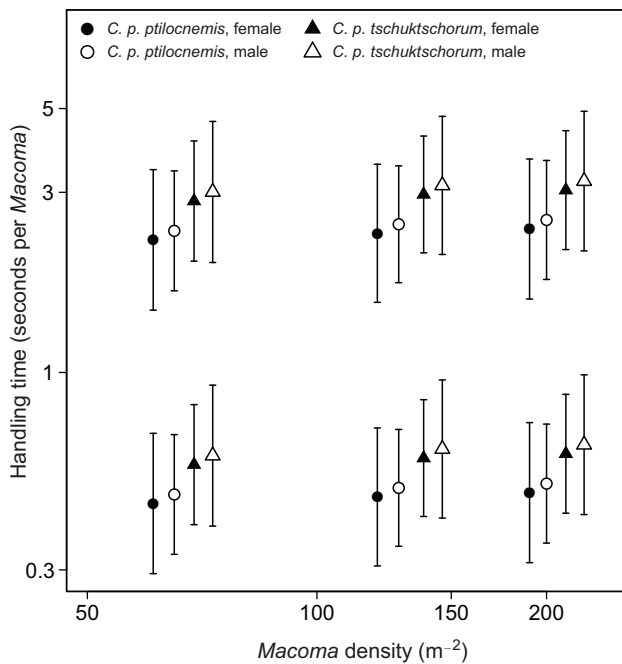 C. p. ptilocnemis, female
C. p. tschuktschorum, female
C. p. ptilocnemis, male
C. p. tschuktschorum, male
Handling time (seconds per Macoma)
5
3
1
0.3
50
100
150
200
Macoma density (m⁻²)